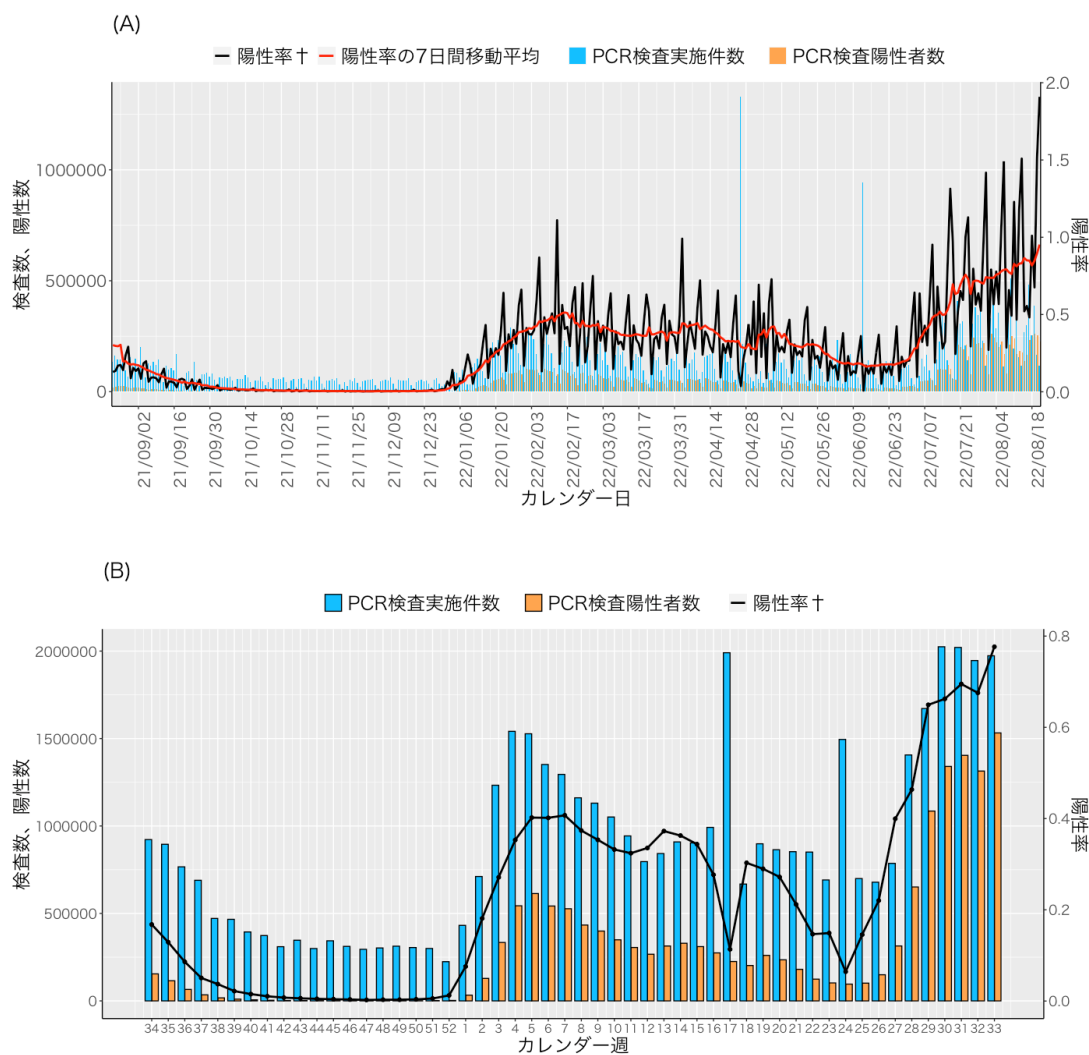 (A)
陽性率† 陽性率の7日間移動平均 PCR検査実施件数 PCR検査陽性者数
検査数、陽性数
1000000
500000
0
2.0
1.5
1.0
0.5
0.0
陽性率
21/09/02 21/09/16 21/09/30 21/10/14 21/10/28 21/11/11 21/11/25 21/12/09 21/12/23 22/01/06 22/01/20 22/02/03 22/02/17 22/03/03 22/03/17 22/03/31 22/04/14 22/04/28 22/05/12 22/05/26 22/06/09 22/06/23 22/07/07 22/07/21 22/08/04 22/08/18
カレンダー日
(B)
PCR検査実施件数 PCR検査陽性者数 陽性率†
検査数、陽性数
2000000
1500000
1000000
500000
0
0.8
0.6
0.4
0.2
0.0
陽性率
34 35 36 37 38 39 40 41 42 43 44 45 46 47 48 49 50 51 52 1 2 3 4 5 6 7 8 9 10 11 12 13 14 15 16 17 18 19 20 21 22 23 24 25 26 27 28 29 30 31 32 33
カレンダー週